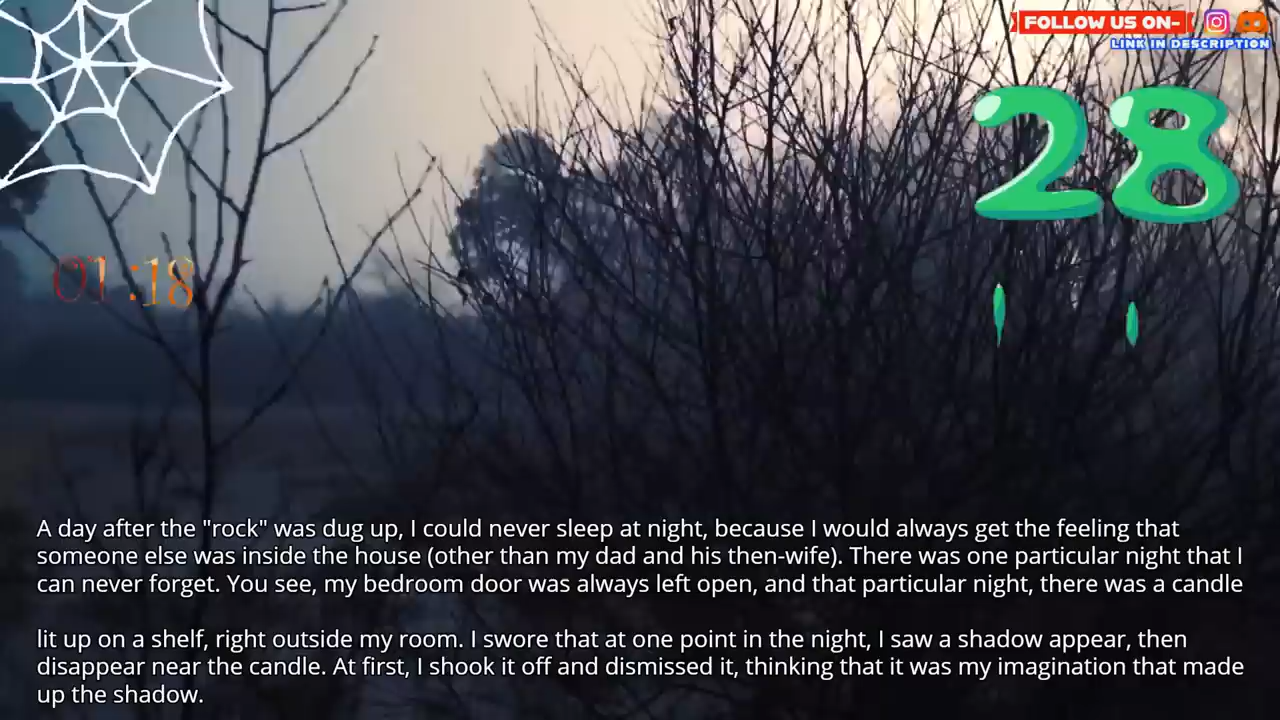 FOLLOW US ON-
LINK IN DESCRIPTION
28
01 :18
A day after the "rock" was dug up, I could never sleep at night, because I would always get the feeling that
someone else was inside the house (other than my dad and his then-wife). There was one particular night that I
can never forget. You see, my bedroom door was always left open, and that particular night, there was a candle
lit up on a shelf, right outside my room. I swore that at one point in the night, I saw a shadow appear, then
disappear near the candle. At first, I shook it off and dismissed it, thinking that it was my imagination that made
up the shadow.